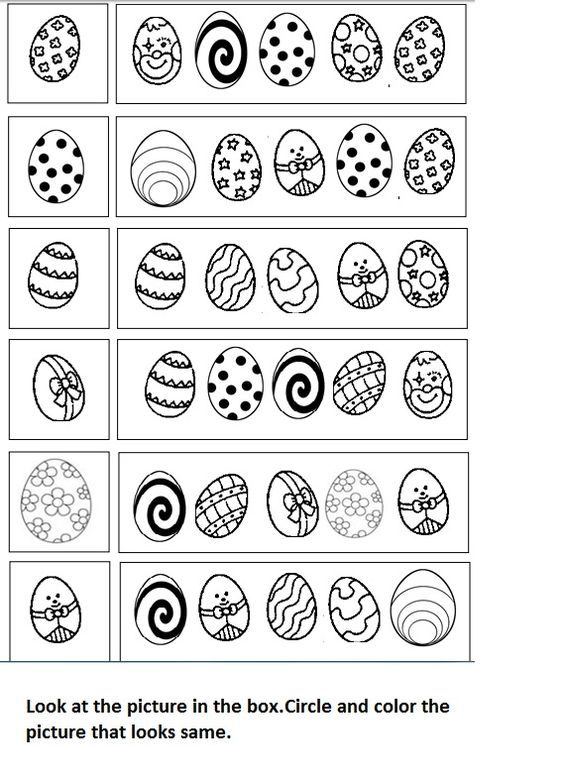 Look at the picture in the box.Circle and color the
picture that looks same.